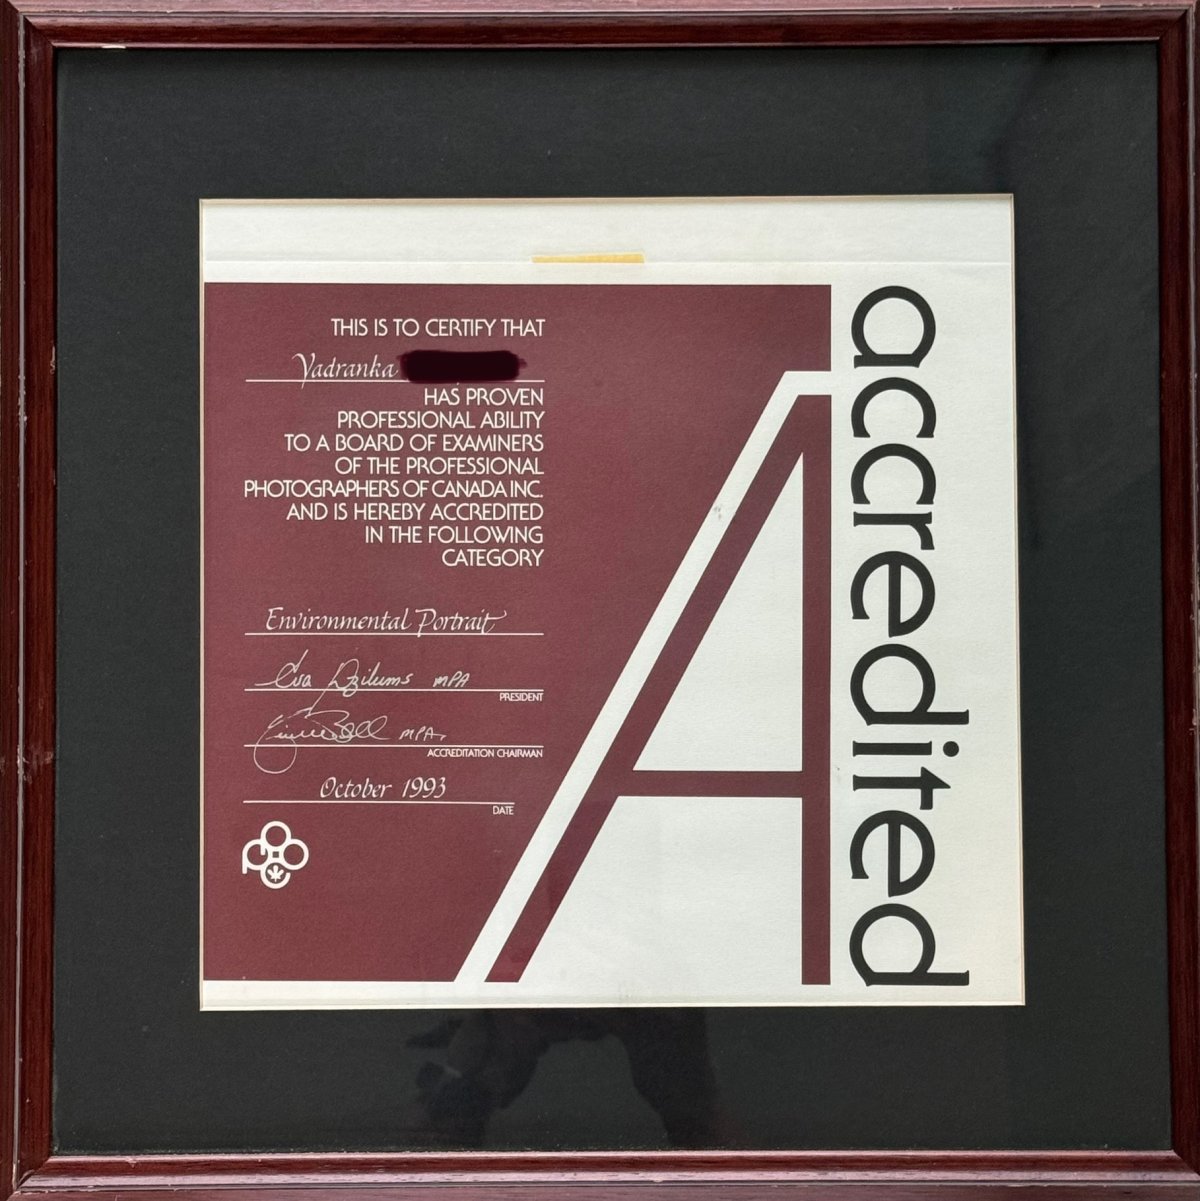 THIS IS TO CERTIFY THAT
Yadranka
HAS PROVEN
PROFESSIONAL ABILITY
TO A BOARD OF EXAMINERS
OF THE PROFESSIONAL
PHOTOGRAPHERS OF CANADA INC.
AND IS HEREBY ACCREDITED
IN THE FOLLOWING
CATEGORY
Environmental Portrait
MPA
PRESIDENT
Bell MPA.
ACCREDITATION CHAIRMAN
October 1993
DATE
A
accredited